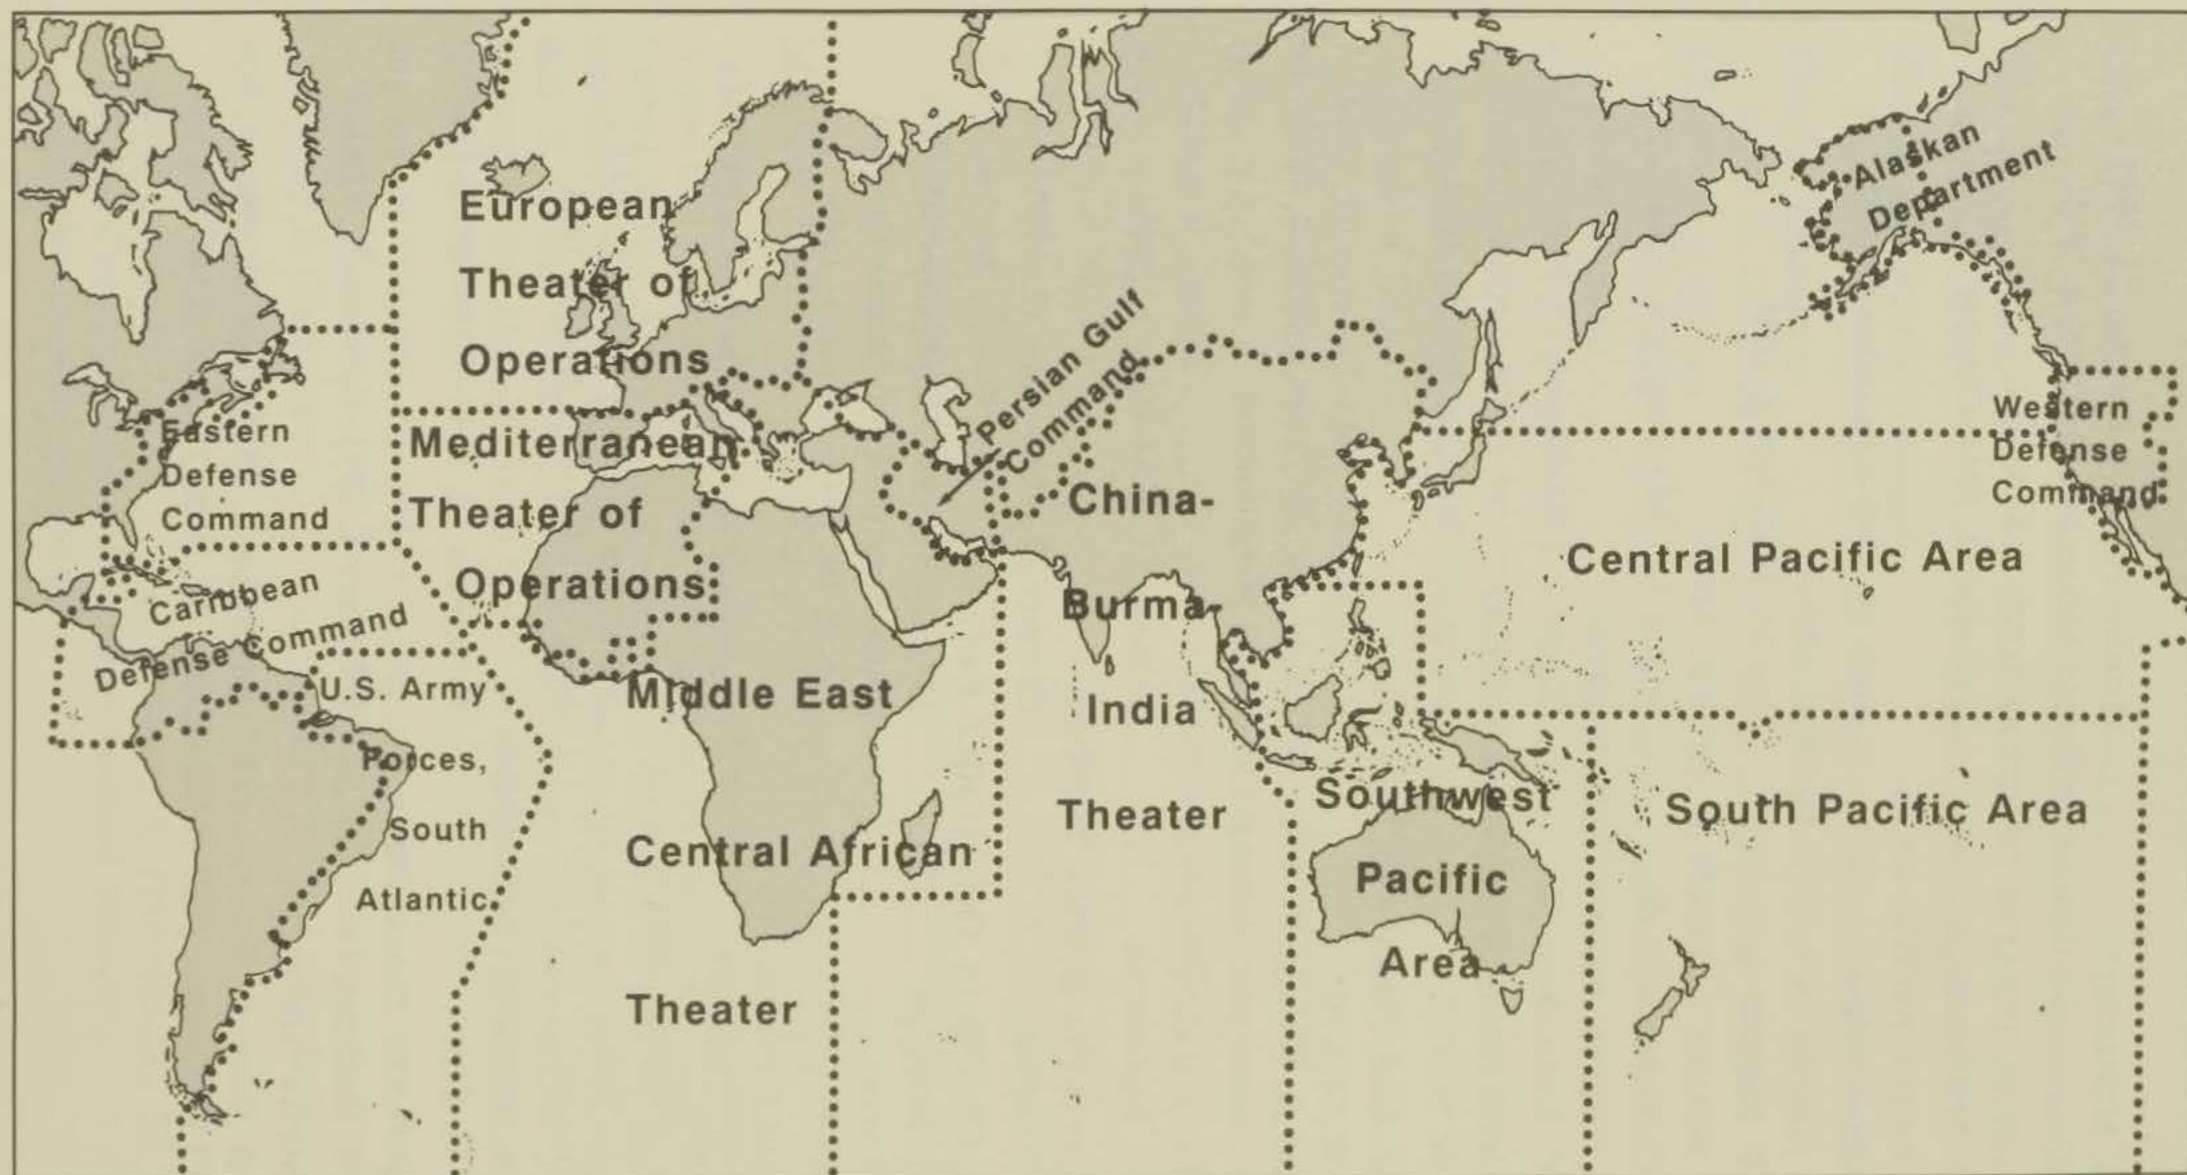 European
Theater of
Operations
Mediterranean
Theater of
Operations
Eastern
Defense
Command
Caribbean
Defense Command
U.S. Army
Forces,
South
Atlantic
Middle East
Central African
Theater
Persian Gulf
Command
China-
Burma-
India
Theater
Southwest
Pacific
Area
Central Pacific Area
South Pacific Area
Alaskan
Department
Western
Defense
Command